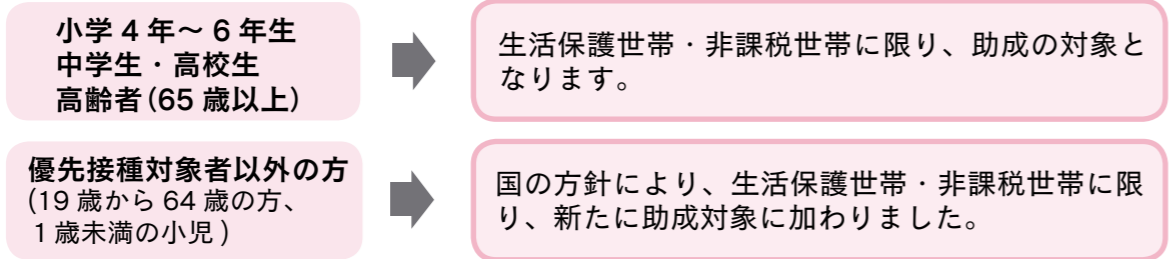 小学 4 年〜 6 年生
中学生・高校生
高齢者(65 歳以上)
生活保護世帯・非課税世帯に限り、助成の対象と
なります。
優先接種対象者以外の方
(19 歳から 64 歳の方、
1 歳未満の小児 )
国の方針により、生活保護世帯・非課税世帯に限
り、新たに助成対象に加わりました。